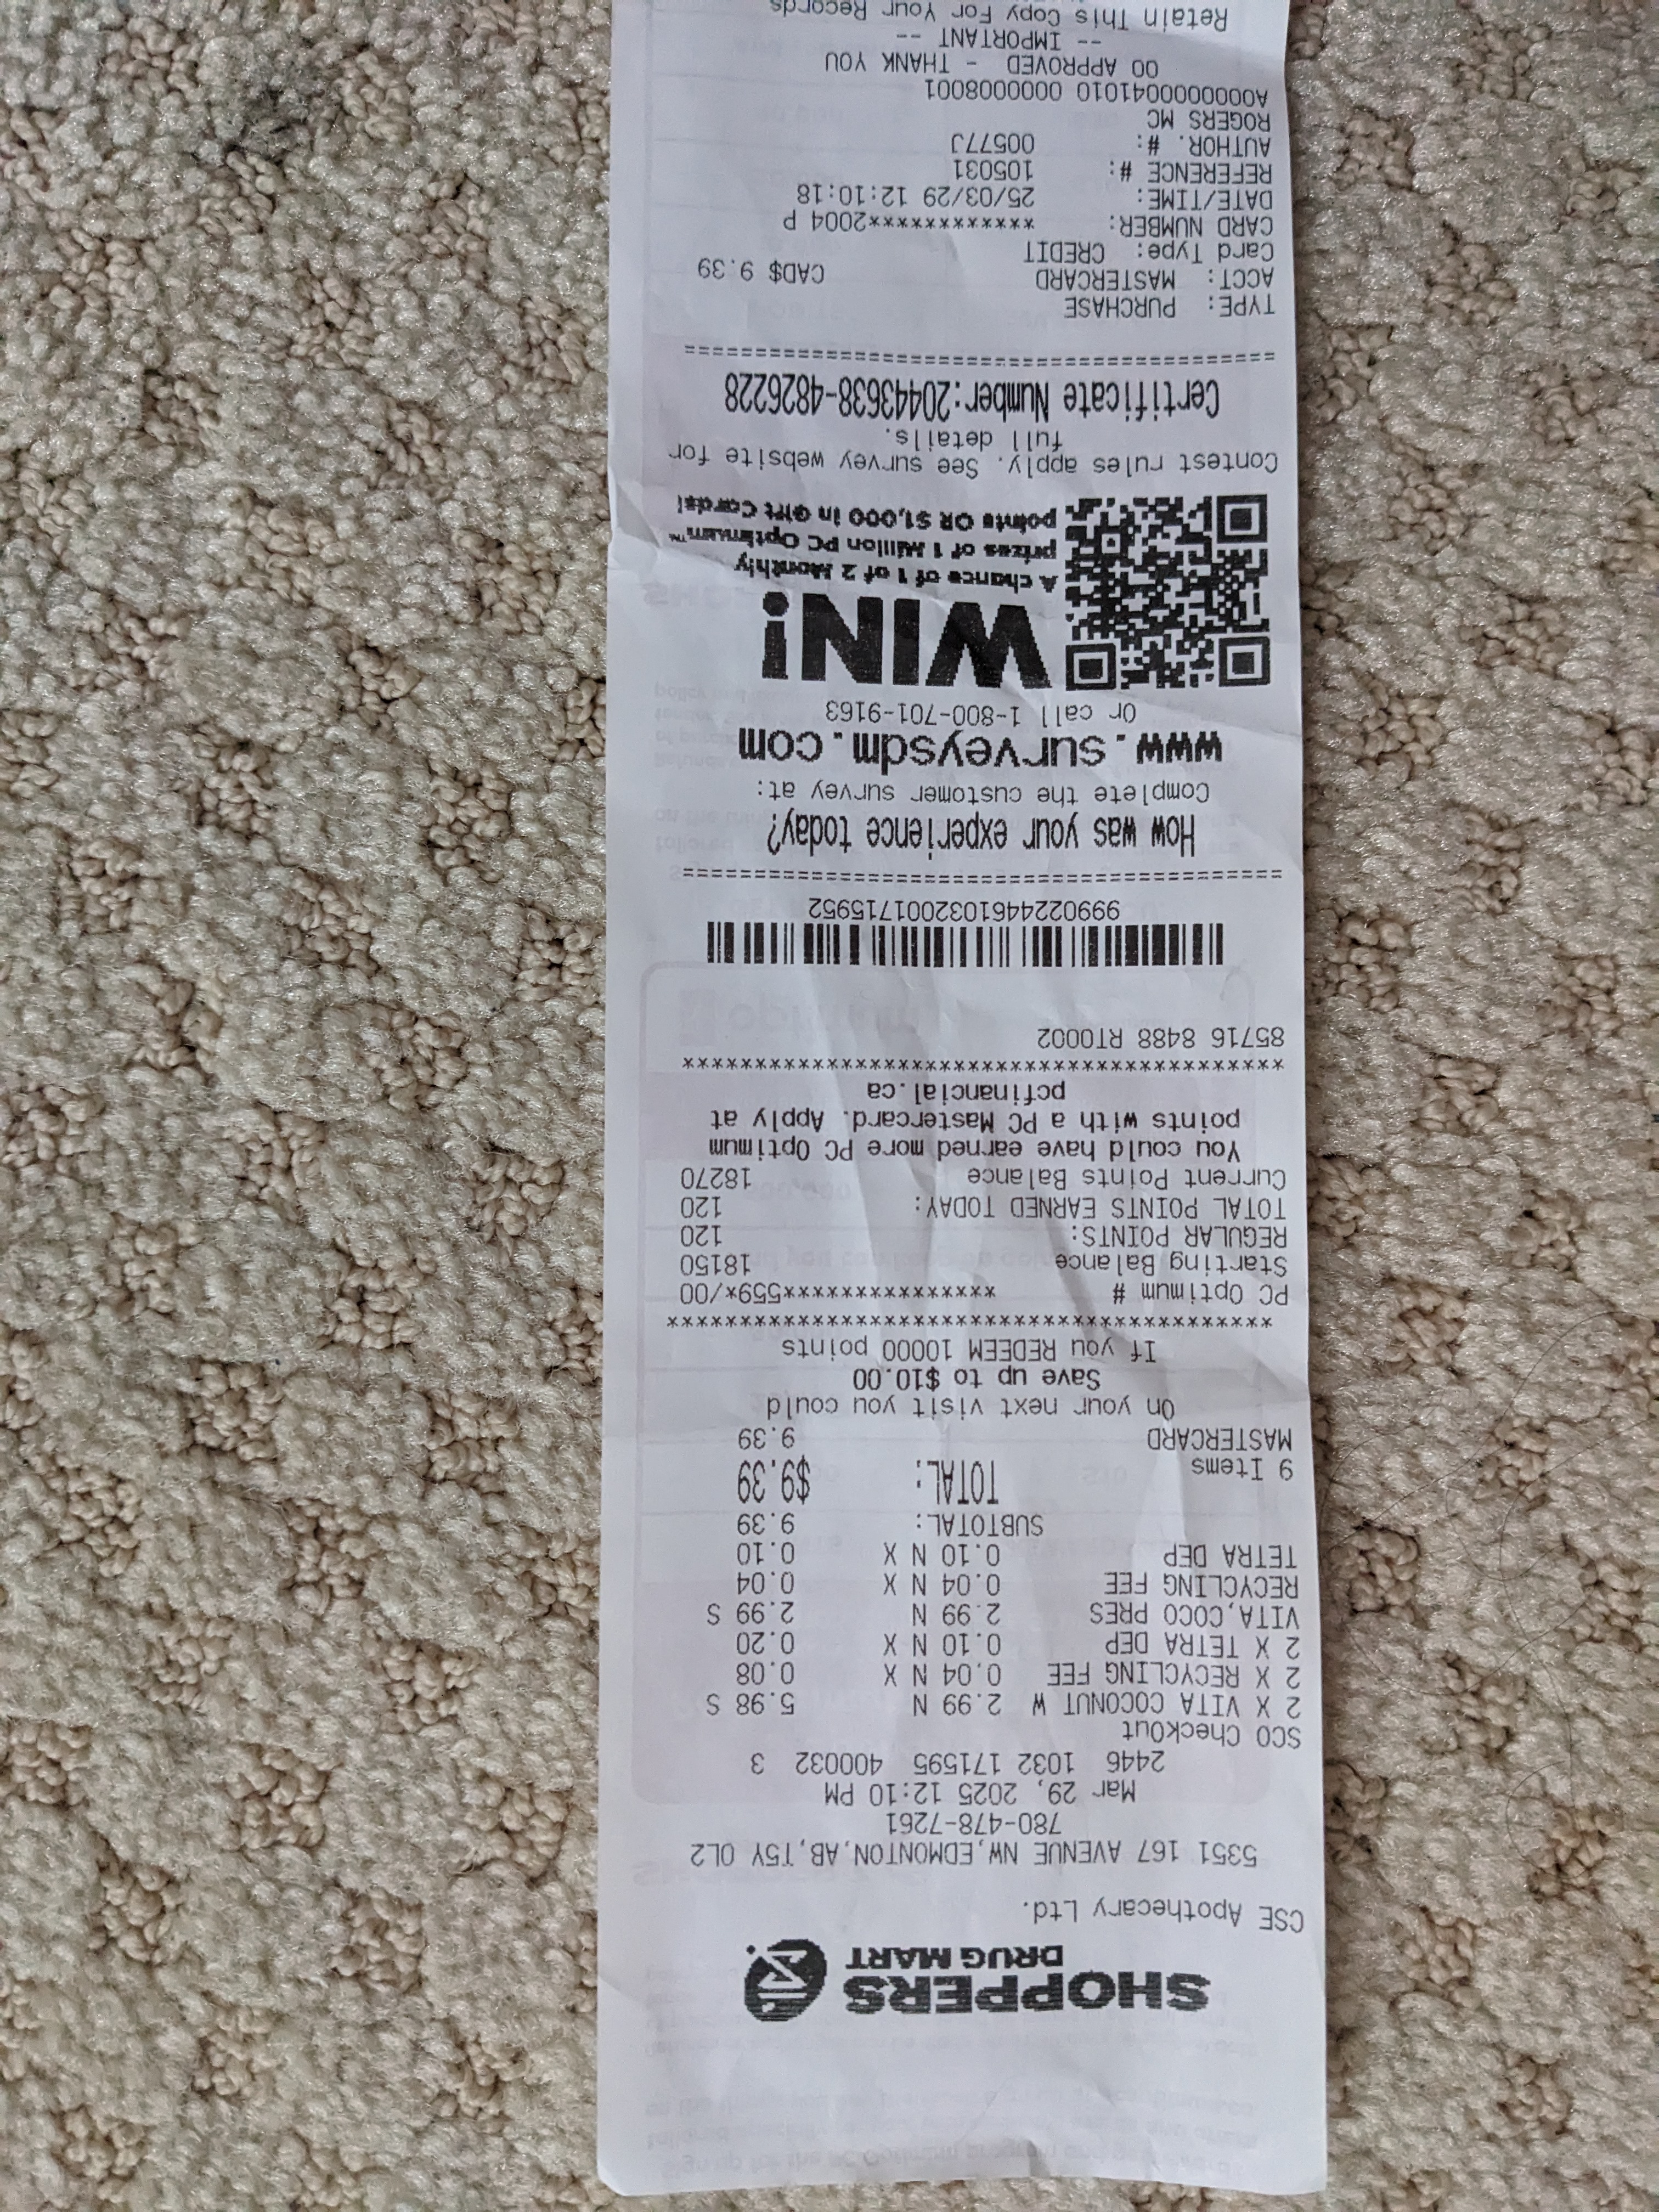 SHOPPERS
DRUG MART
CSE Apothecary Ltd.
5351 167 AVENUE NW,EDMONTON,AB,T5Y 0L2
780-478-7261
Mar 29, 2025 12:10 PM
2446 1032 171595 400032 3
SCO CheckOut
2 X VITA COCONUT W 2.99 N 5.98 S
2 X RECYCLING FEE 0.04 N X 0.08
2 X TETRA DEP 0.10 N X 0.20
VITA,COCO PRES 2.99 N 2.99 S
RECYCLING FEE 0.04 N X 0.04
TETRA DEP 0.10 N X 0.10
SUBTOTAL: 9.39
TOTAL: $9.39
9 Items
MASTERCARD 9.39
On your next visit you could
Save up to $10.00
If you REDEEM 10000 points
******************************************
PC Optimum # ****************559*/00
Starting Balance 18150
REGULAR POINTS: 120
TOTAL POINTS EARNED TODAY: 120
Current Points Balance 18270
You could have earned more PC Optimum
points with a PC Mastercard. Apply at
pcfinancial.ca
******************************************
85716 8488 RT0002
9990224461032001715952
==========================================
How was your experience today?
Complete the customer survey at:
www.surveysdm.com
Or call 1-800-701-9163
WIN!
A chance of 1 of 2 Monthly
prizes of 1 Million PC Optimum™
points OR $1,000 in Gift Cards!
Contest rules apply. See survey website for
full details.
Certificate Number:20443638-4826228
==========================================
TYPE: PURCHASE
ACCT: MASTERCARD CAD$ 9.39
Card Type: CREDIT
CARD NUMBER: ************2004 P
DATE/TIME: 25/03/29 12:10:18
REFERENCE #: 105031
AUTHOR. #: 00577J
ROGERS MC
A0000000041010 0000008001
00 APPROVED - THANK YOU
-- IMPORTANT --
Retain This Copy For Your Records